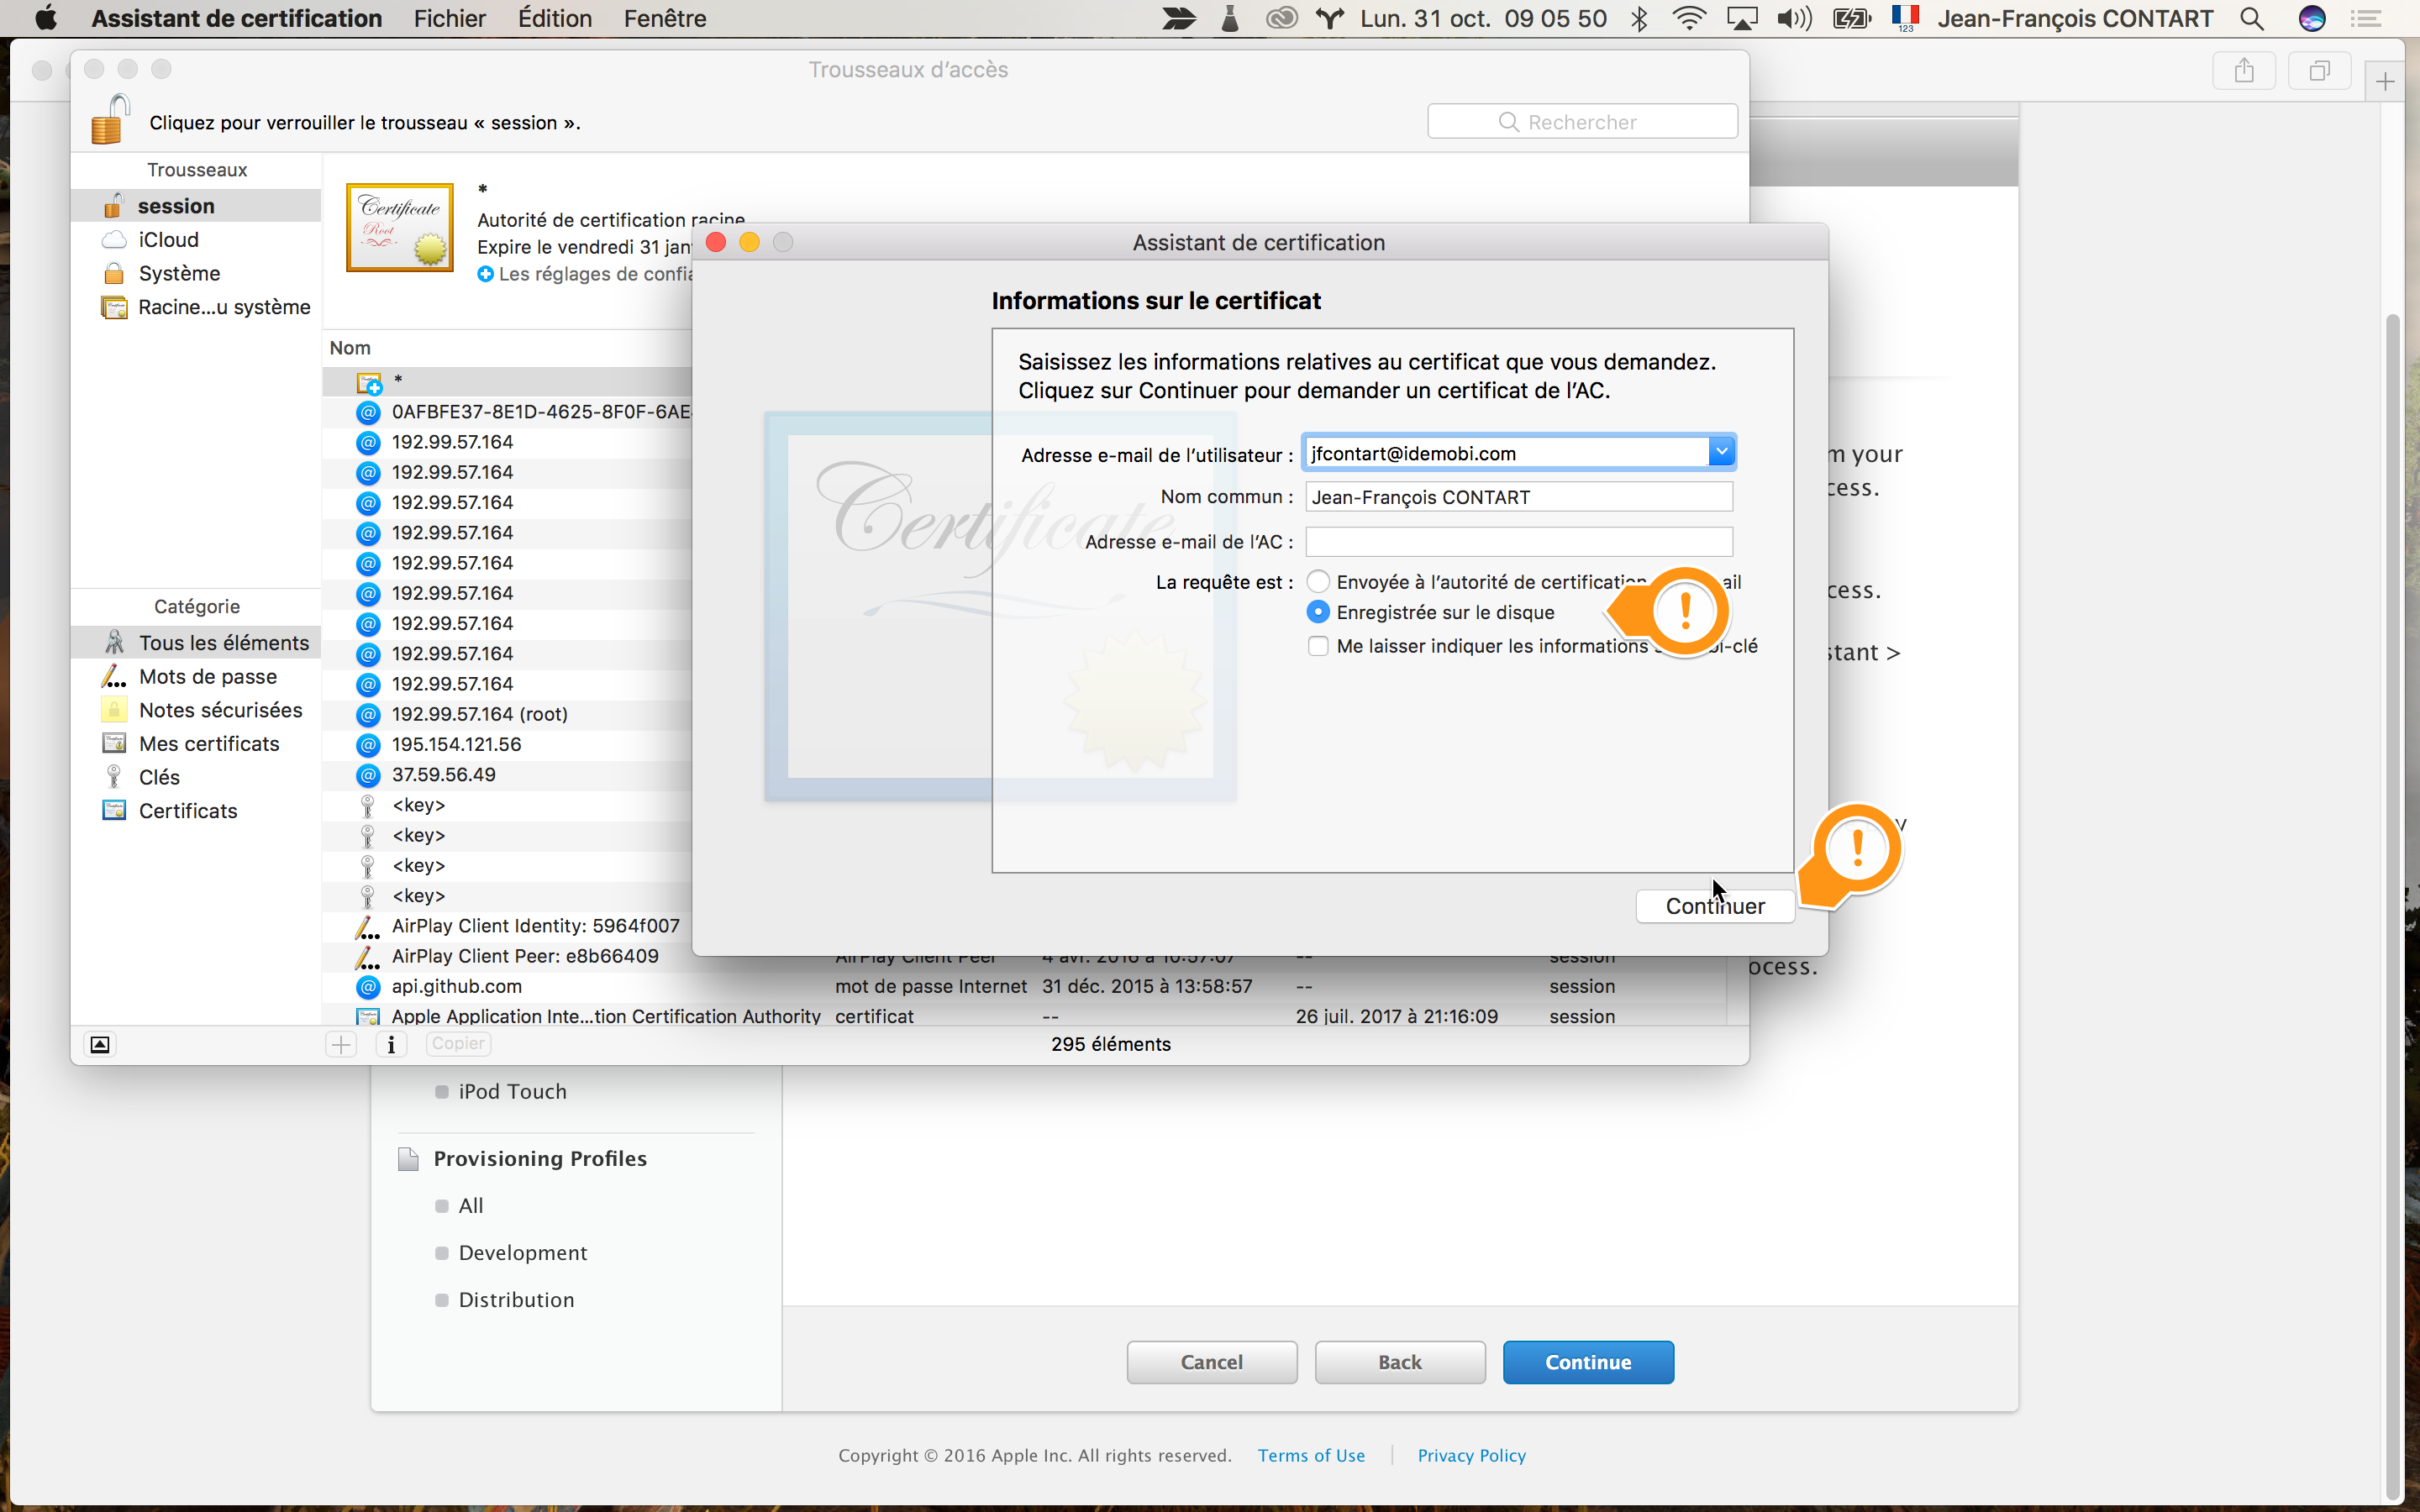 Assistant de certification Fichier Édition Fenêtre
Lun. 31 oct. 09 05 50
123
Jean-François CONTART
Trousseaux d'accès
Cliquez pour verrouiller le trousseau « session ».
Rechercher
Trousseaux
session
iCloud
Système
Racine...u système
Catégorie
Tous les éléments
Mots de passe
Notes sécurisées
Mes certificats
Clés
Certificats
Certificate
Root
*
Autorité de certification racine
Expire le vendredi 31 jan
Les réglages de confia
Nom
*
0AFBFE37-8E1D-4625-8F0F-6AE
192.99.57.164
192.99.57.164
192.99.57.164
192.99.57.164
192.99.57.164
192.99.57.164
192.99.57.164
192.99.57.164
192.99.57.164
192.99.57.164 (root)
195.154.121.56
37.59.56.49
<key>
<key>
<key>
<key>
AirPlay Client Identity: 5964f007
AirPlay Client Peer: e8b66409 AirPlay Client Peer 4 avr. 2016 à 10:57:07 -- session
api.github.com mot de passe Internet 31 déc. 2015 à 13:58:57 -- session
Apple Application Inte...tion Certification Authority certificat -- 26 juil. 2017 à 21:16:09 session
Copier
295 éléments
Assistant de certification
Informations sur le certificat
Saisissez les informations relatives au certificat que vous demandez.
Cliquez sur Continuer pour demander un certificat de l'AC.
Certificate
Adresse e-mail de l'utilisateur : jfcontart@idemobi.com
Nom commun : Jean-François CONTART
Adresse e-mail de l'AC :
La requête est : Envoyée à l'autorité de certification ail
Enregistrée sur le disque
Me laisser indiquer les informations s bi-clé
!
!
Continuer
m your
cess.
cess.
stant >
y
ocess.
iPod Touch
Provisioning Profiles
All
Development
Distribution
Cancel Back Continue
Copyright © 2016 Apple Inc. All rights reserved. Terms of Use Privacy Policy